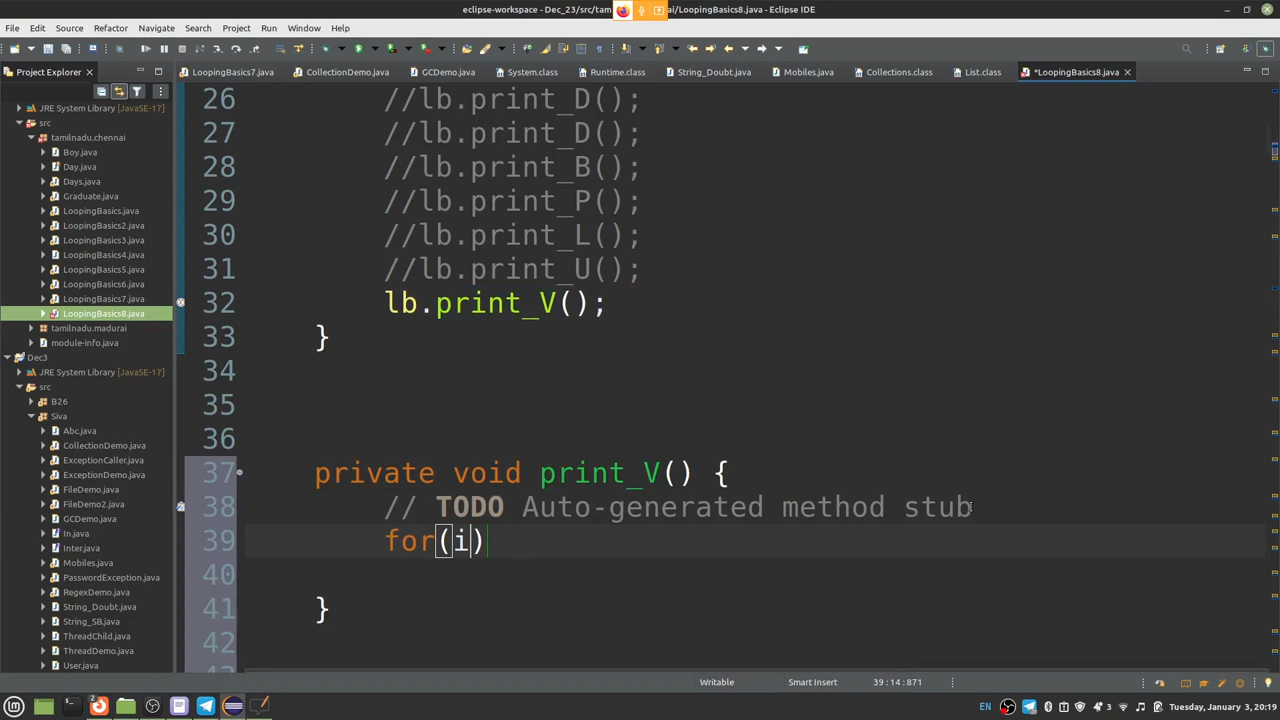 eclipse-workspace - Dec_23/src/tam ai/LoopingBasics8.java - Eclipse IDE
File Edit Source Refactor Navigate Search Project Run Window Help
Project Explorer
LoopingBasics7.java CollectionDemo.java GCDemo.java System.class Runtime.class String_Doubt.java Mobiles.java Collections.class List.class *LoopingBasics8.java
JRE System Library [JavaSE-17]
src
tamilnadu.chennai
Boy.java
Day.java
Days.java
Graduate.java
LoopingBasics.java
LoopingBasics2.java
LoopingBasics3.java
LoopingBasics4.java
LoopingBasics5.java
LoopingBasics6.java
LoopingBasics7.java
LoopingBasics8.java
tamilnadu.madurai
module-info.java
Dec3
JRE System Library [JavaSE-17]
src
B26
Siva
Abc.java
CollectionDemo.java
ExceptionCaller.java
ExceptionDemo.java
FileDemo.java
FileDemo2.java
GCDemo.java
In.java
Inter.java
Mobiles.java
PasswordException.java
RegexDemo.java
String_Doubt.java
String_SB.java
ThreadChild.java
ThreadDemo.java
User.java
26 //lb.print_D();
27 //lb.print_D();
28 //lb.print_B();
29 //lb.print_P();
30 //lb.print_L();
31 //lb.print_U();
32 lb.print_V();
33 }
34
35
36
37 private void print_V() {
38 // TODO Auto-generated method stub
39 for(i)
40
41 }
42
Writable Smart Insert 39 : 14 : 871
2 EN 3 Tuesday, January 3, 20:19